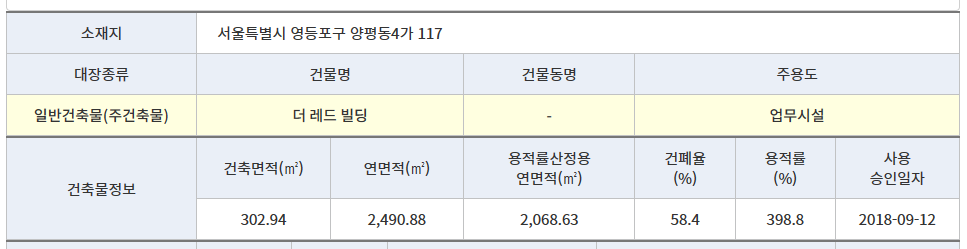 소재지 서울특별시 영등포구 양평동4가 117
대장종류 건물명 건물동명 주용도
일반건축물(주건축물) 더 레드 빌딩 - 업무시설
건축물정보
건축면적(㎡) 연면적(㎡) 용적률산정용 연면적(㎡) 건폐율 (%) 용적률 (%) 사용 승인일자
302.94 2,490.88 2,068.63 58.4 398.8 2018-09-12